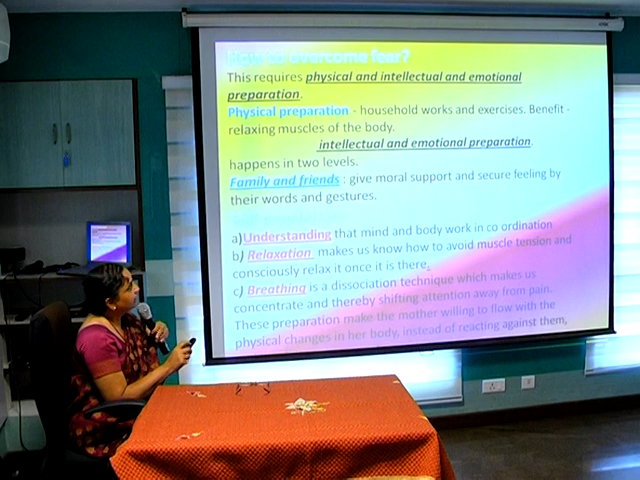 How to overcome fear?
This requires physical and intellectual and emotional
preparation.
Physical preparation - household works and exercises. Benefit -
relaxing muscles of the body.
intellectual and emotional preparation.
happens in two levels.
Family and friends : give moral support and secure feeling by
their words and gestures.
a)Understanding that mind and body work in co ordination
b) Relaxation makes us know how to avoid muscle tension and
consciously relax it once it is there.
c) Breathing is a dissociation technique which makes us
concentrate and thereby shifting attention away from pain.
These preparation make the mother willing to flow with the
physical changes in her body, instead of reacting against them,